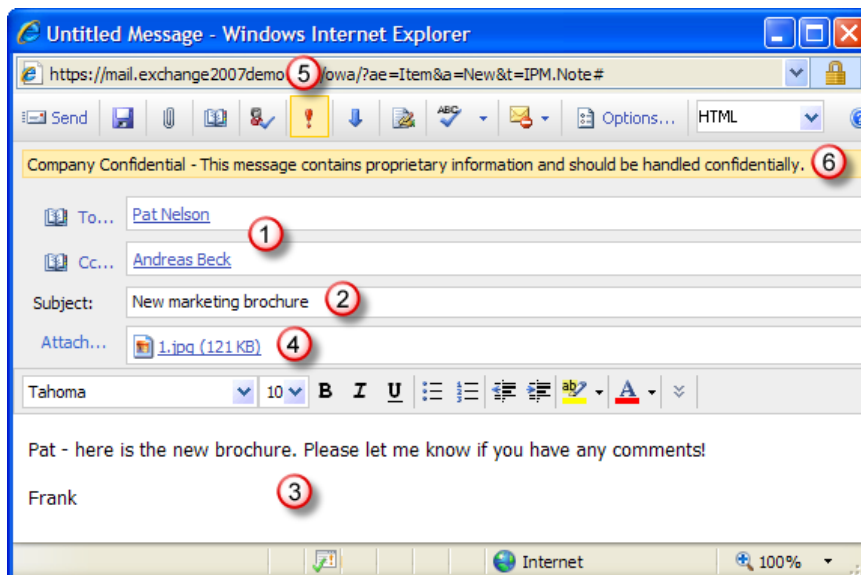 Untitled Message - Windows Internet Explorer
https://mail.exchange2007demo 5 /owa/?ae=Item&a=New&t=IPM.Note#
Send ABC Options... HTML
Company Confidential - This message contains proprietary information and should be handled confidentially. 6
To... Pat Nelson
1
Cc... Andreas Beck
Subject: New marketing brochure 2
Attach... 1.jpg (121 KB) 4
Tahoma 10 B I U ab A
Pat - here is the new brochure. Please let me know if you have any comments!
Frank 3
Internet 100%